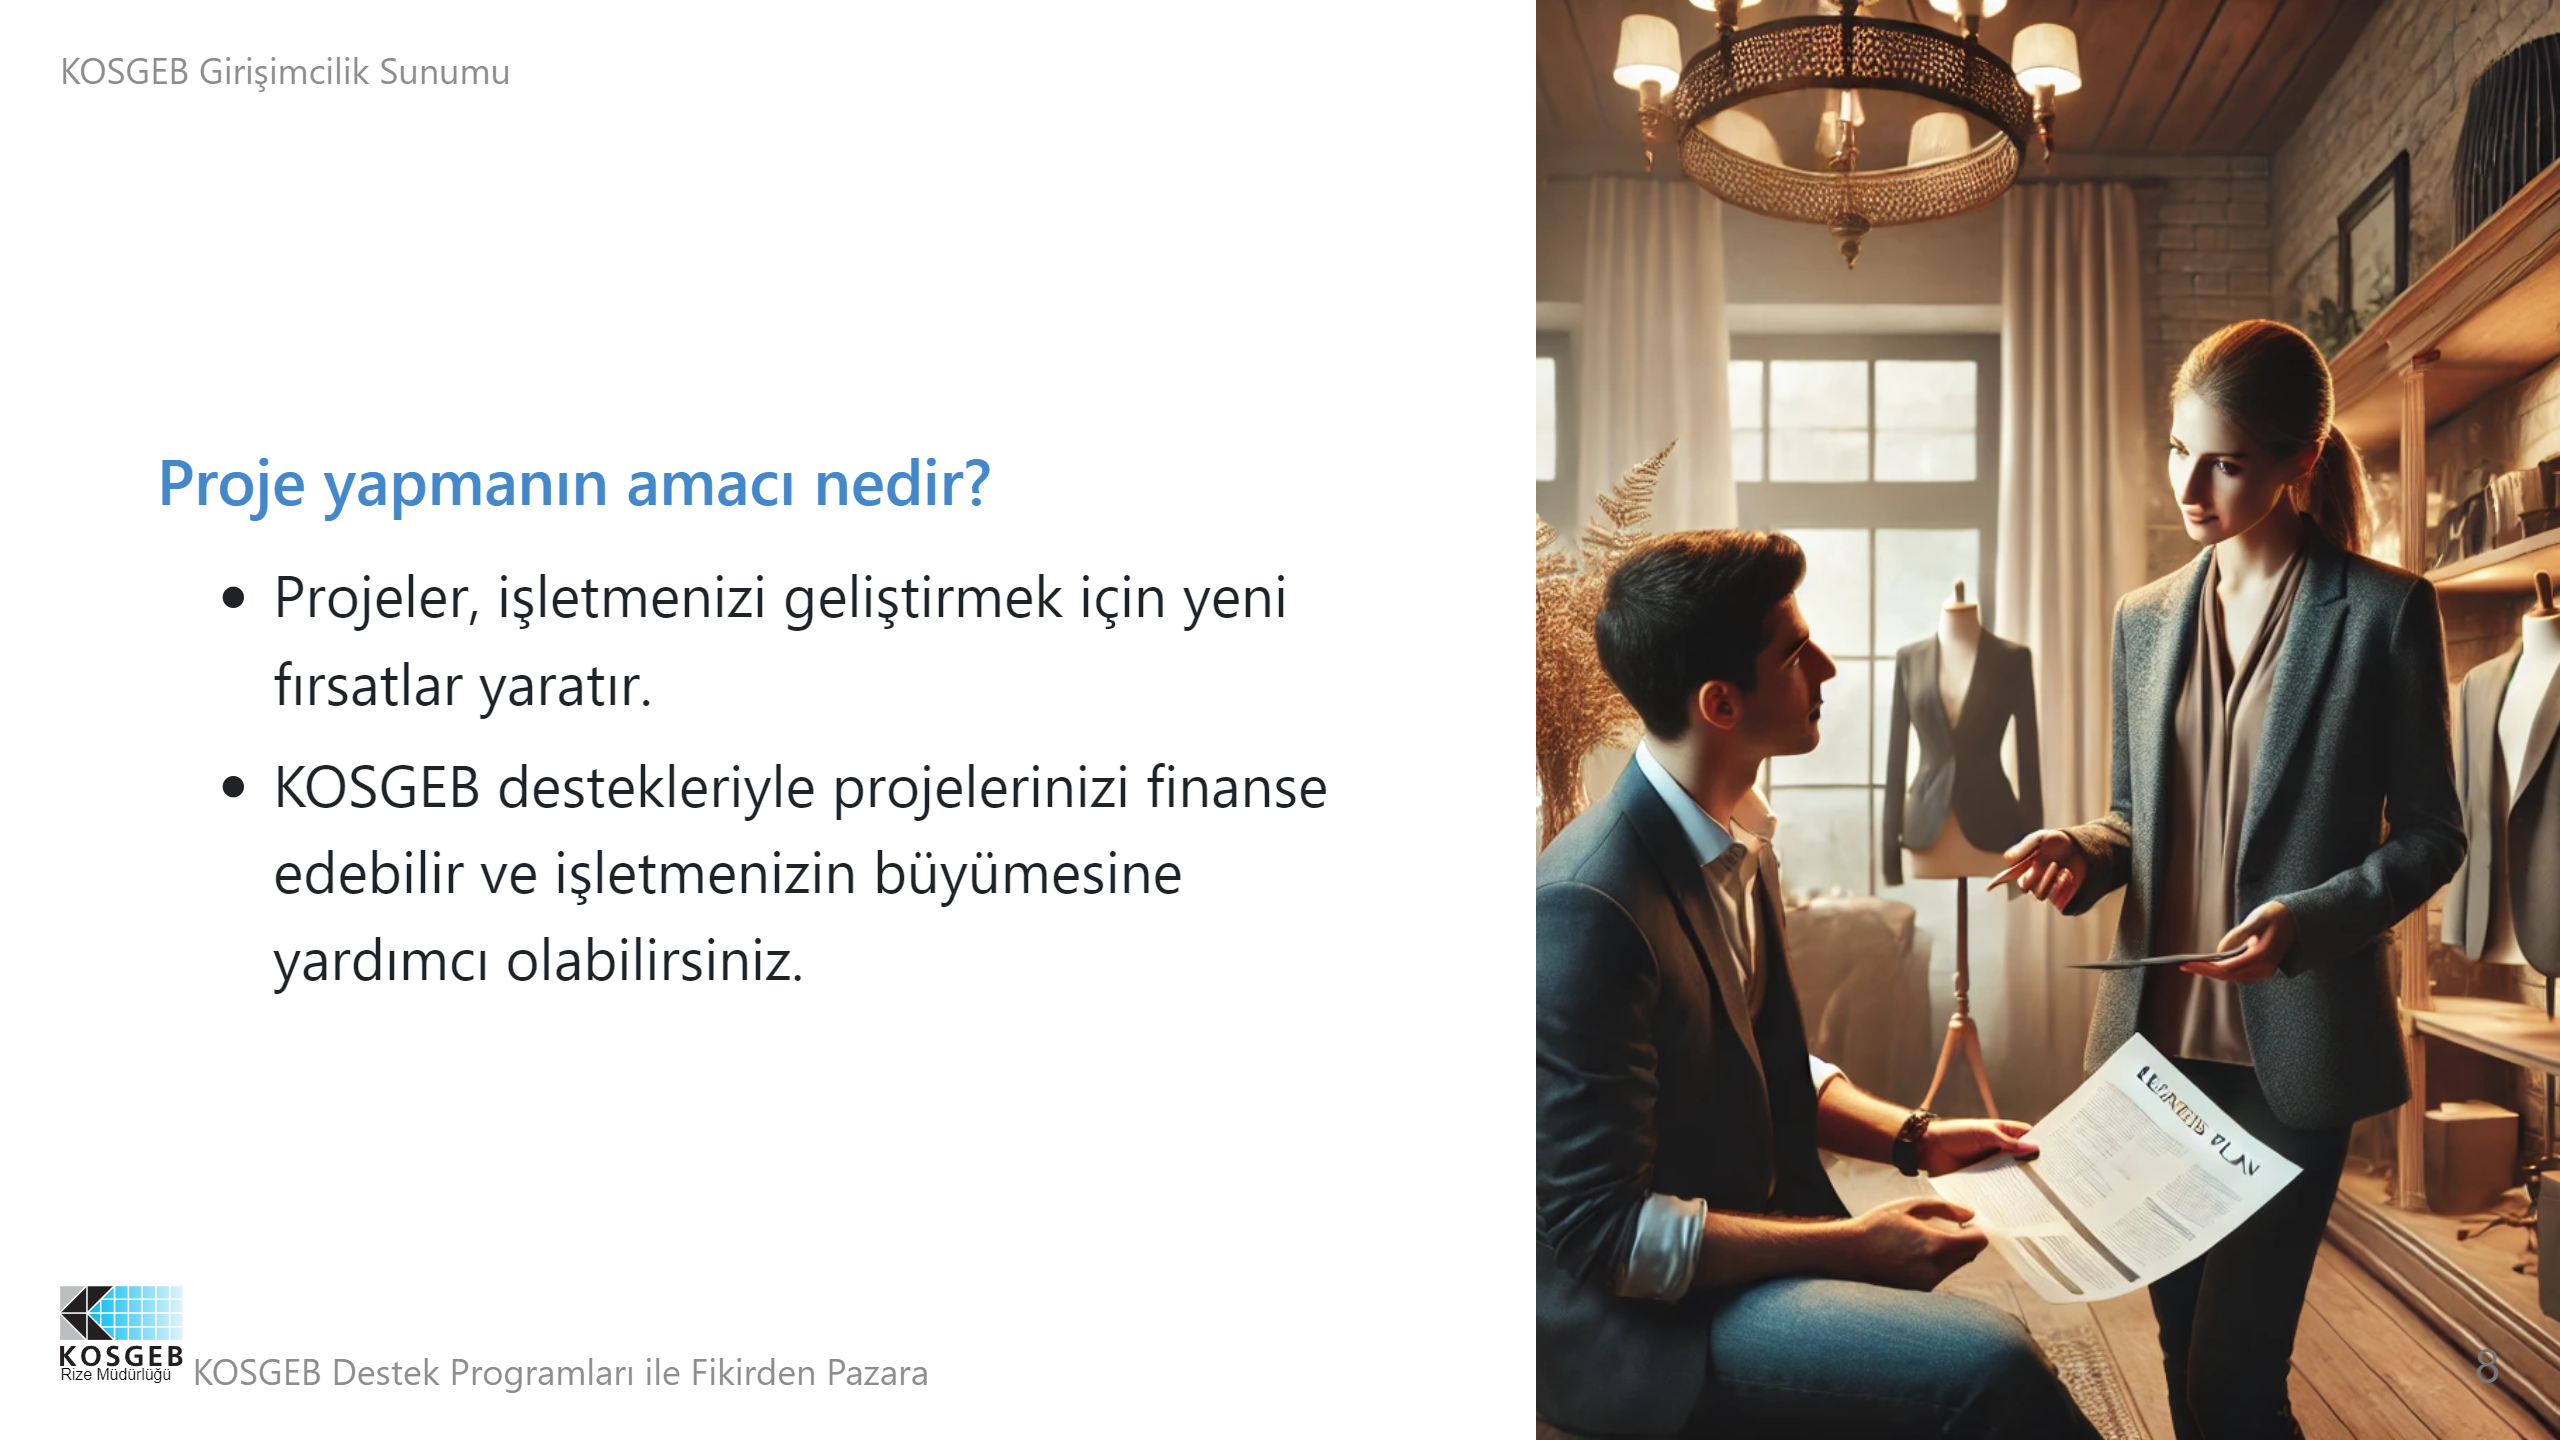 KOSGEB Girişimcilik Sunumu
Proje yapmanın amacı nedir?
• Projeler, işletmenizi geliştirmek için yeni
fırsatlar yaratır.
• KOSGEB destekleriyle projelerinizi finanse
edebilir ve işletmenizin büyümesine
yardımcı olabilirsiniz.
KOSGEB
Rize Müdürlüğü
KOSGEB Destek Programları ile Fikirden Pazara
8